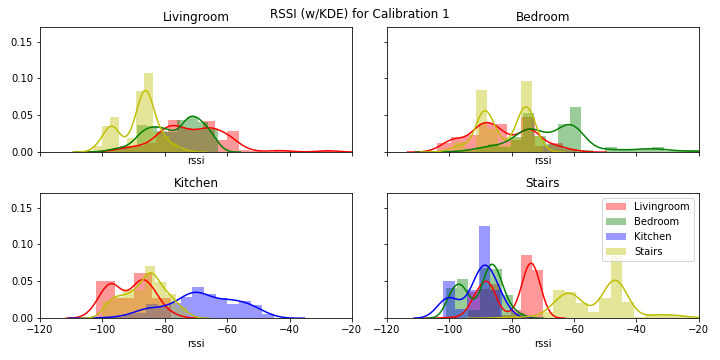 RSSI (w/KDE) for Calibration 1
Livingroom
Bedroom
0.15
0.10
0.05
0.00
rssi
rssi
Kitchen
Stairs
0.15
0.10
0.05
0.00
−120 −100 −80 −60 −40 −20
rssi
Livingroom
Bedroom
Kitchen
Stairs
−120 −100 −80 −60 −40 −20
rssi